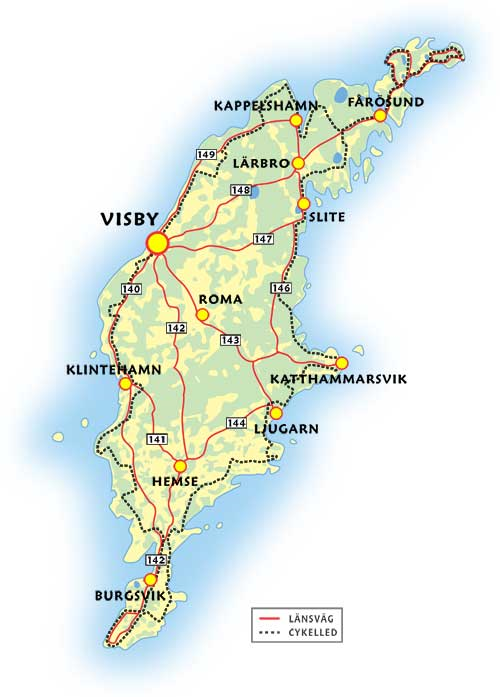 FÅRÖSUND
KAPPELSHAMN
149
LÄRBRO
148
SLITE
VISBY
147
140
146
ROMA
142
143
KLINTEHAMN
KATTHAMMARSVIK
144
LJUGARN
141
HEMSE
142
BURGSVIK
LÄNSVÄG
CYKELLED